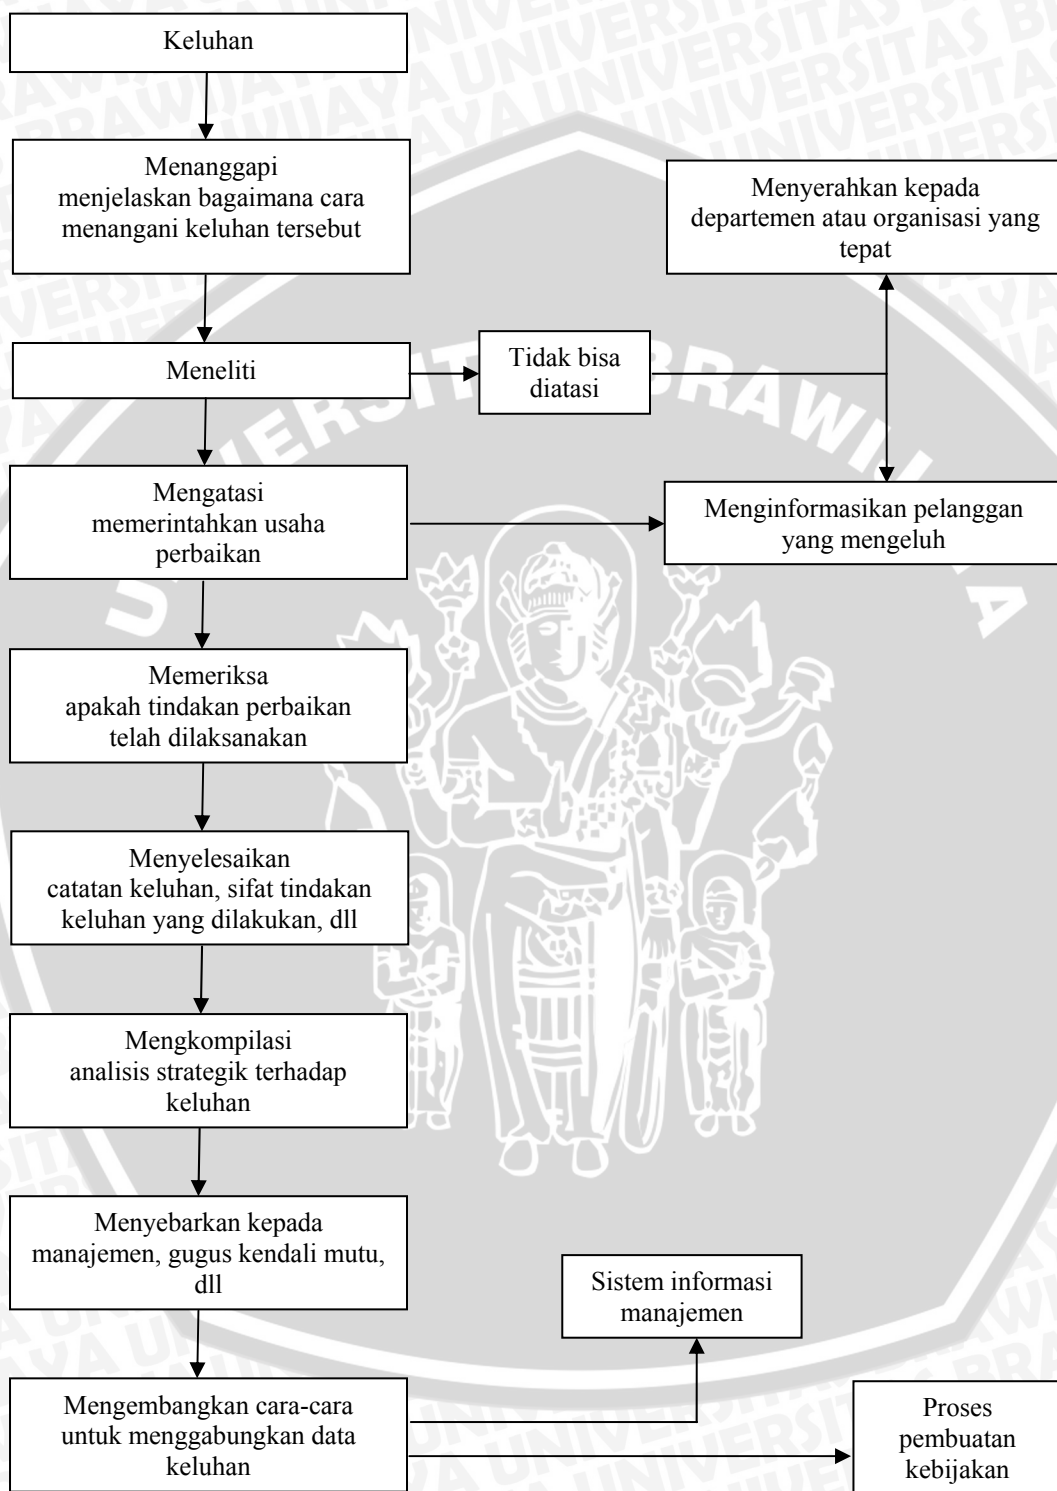 Keluhan
Menanggapi
menjelaskan bagaimana cara
menangani keluhan tersebut
Menyerahkan kepada
departemen atau organisasi yang
tepat
Meneliti
Tidak bisa
diatasi
Mengatasi
memerintahkan usaha
perbaikan
Menginformasikan pelanggan
yang mengeluh
Memeriksa
apakah tindakan perbaikan
telah dilaksanakan
Menyelesaikan
catatan keluhan, sifat tindakan
keluhan yang dilakukan, dll
Mengkompilasi
analisis strategik terhadap
keluhan
Menyebarkan kepada
manajemen, gugus kendali mutu,
dll
Sistem informasi
manajemen
Mengembangkan cara-cara
untuk menggabungkan data
keluhan
Proses
pembuatan
kebijakan